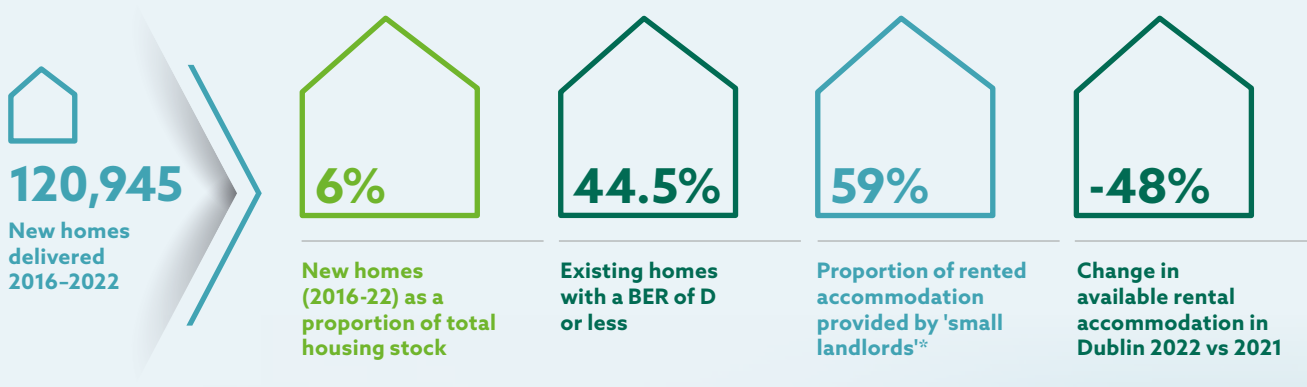 120,945
New homes
delivered
2016–2022
6%
New homes
(2016-22) as a
proportion of total
housing stock
44.5%
Existing homes
with a BER of D
or less
59%
Proportion of rented
accommodation
provided by 'small
landlords'*
-48%
Change in
available rental
accommodation in
Dublin 2022 vs 2021